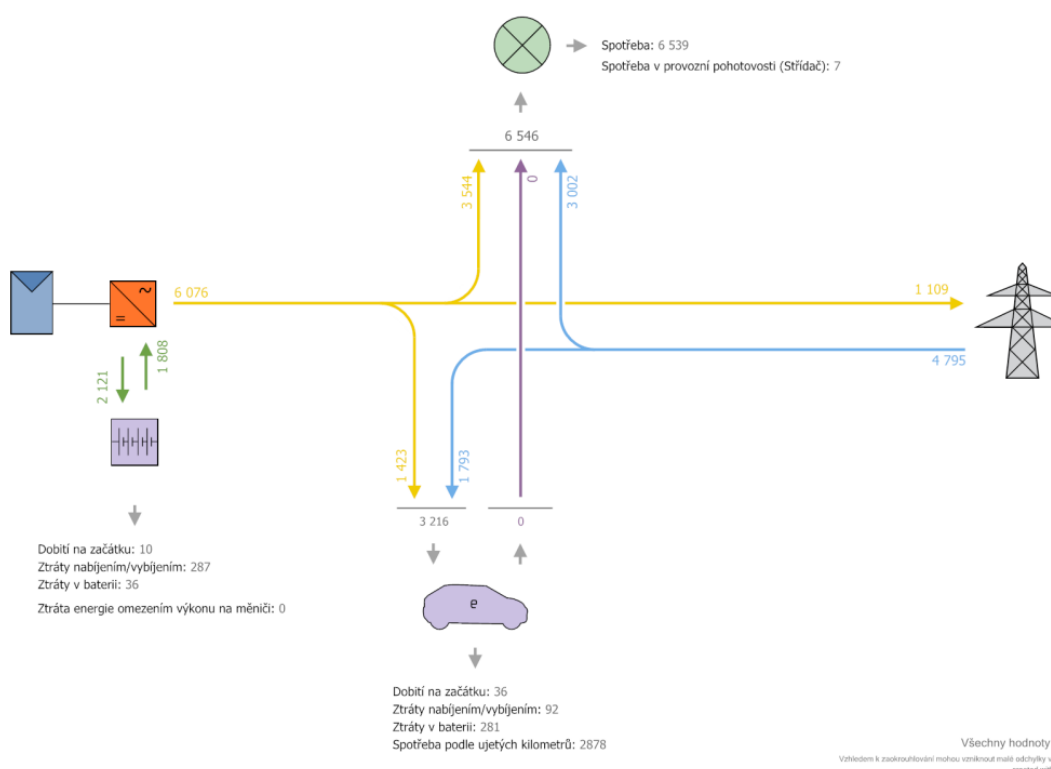 Spotřeba: 6 539
Spotřeba v provozní pohotovosti (Střídač): 7
6 546
3 544
0
3 002
6 076
1 109
4 795
2 121
1 808
1 423
1 793
3 216
0
Dobití na začátku: 10
Ztráty nabíjením/vybíjením: 287
Ztráty v baterii: 36
Ztráta energie omezením výkonu na měniči: 0
e
Dobití na začátku: 36
Ztráty nabíjením/vybíjením: 92
Ztráty v baterii: 281
Spotřeba podle ujetých kilometrů: 2878
Všechny hodnoty
Vzhledem k zaokrouhlování mohou vzniknout malé odchylky v